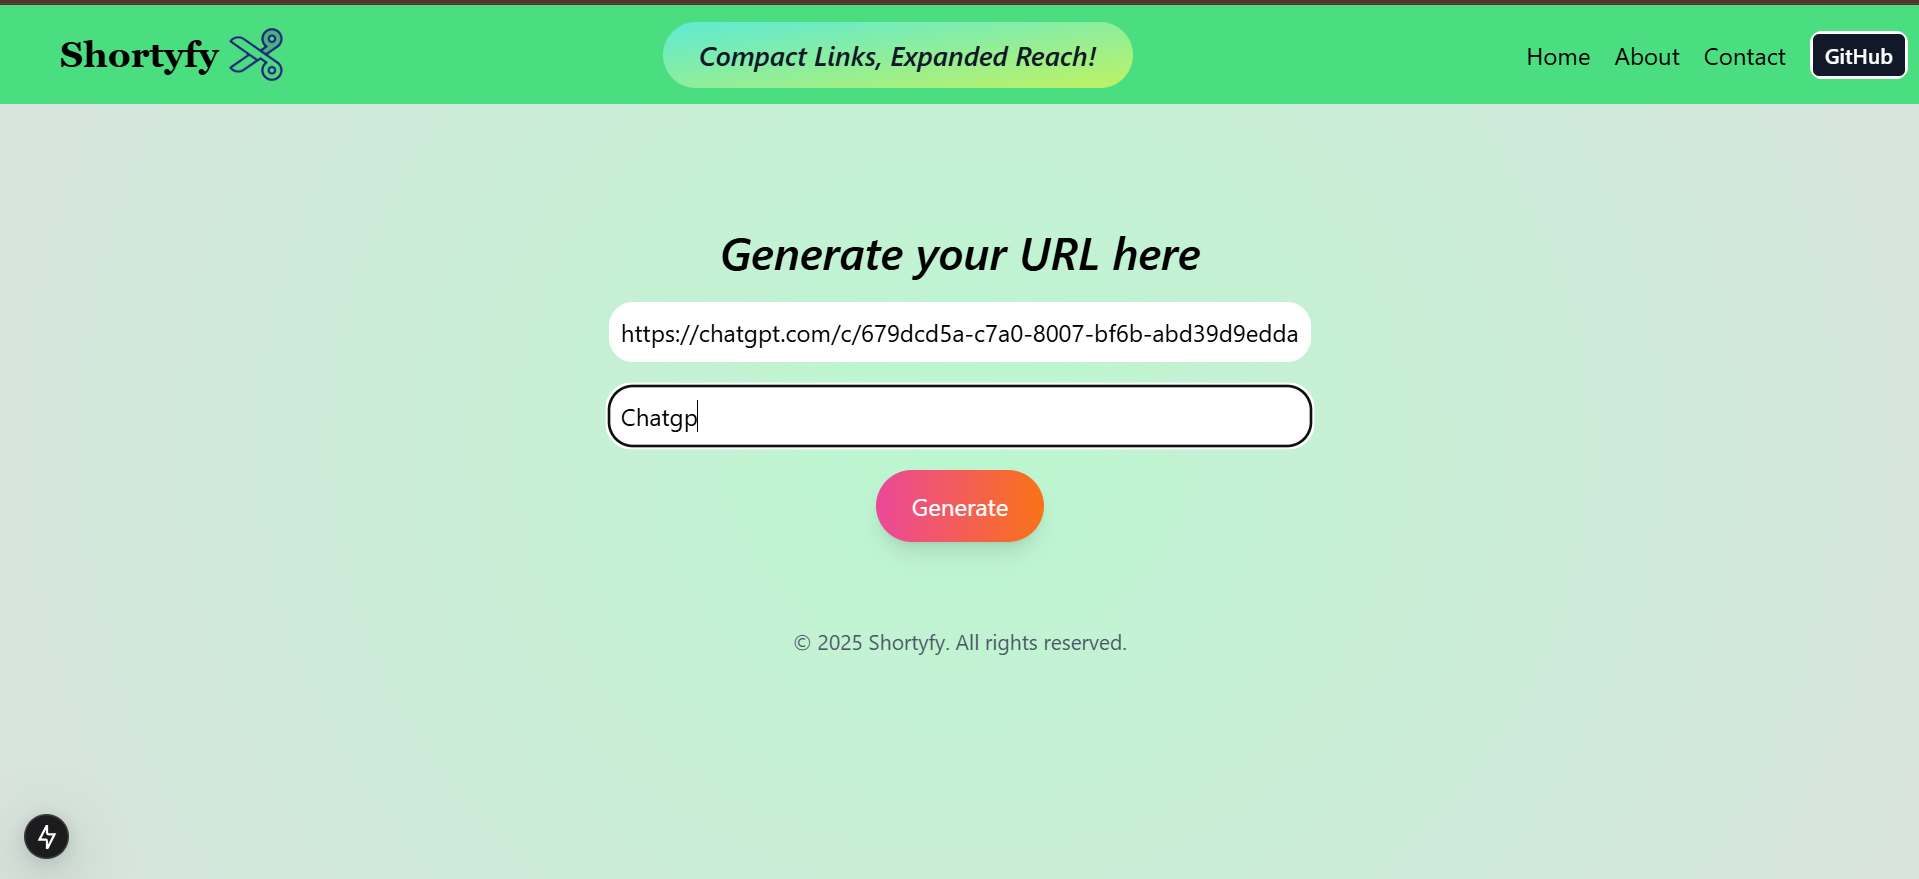 Shortyfy
Compact Links, Expanded Reach!
Home About Contact GitHub
Generate your URL here
https://chatgpt.com/c/679dcd5a-c7a0-8007-bf6b-abd39d9edda
Chatgp
Generate
© 2025 Shortyfy. All rights reserved.